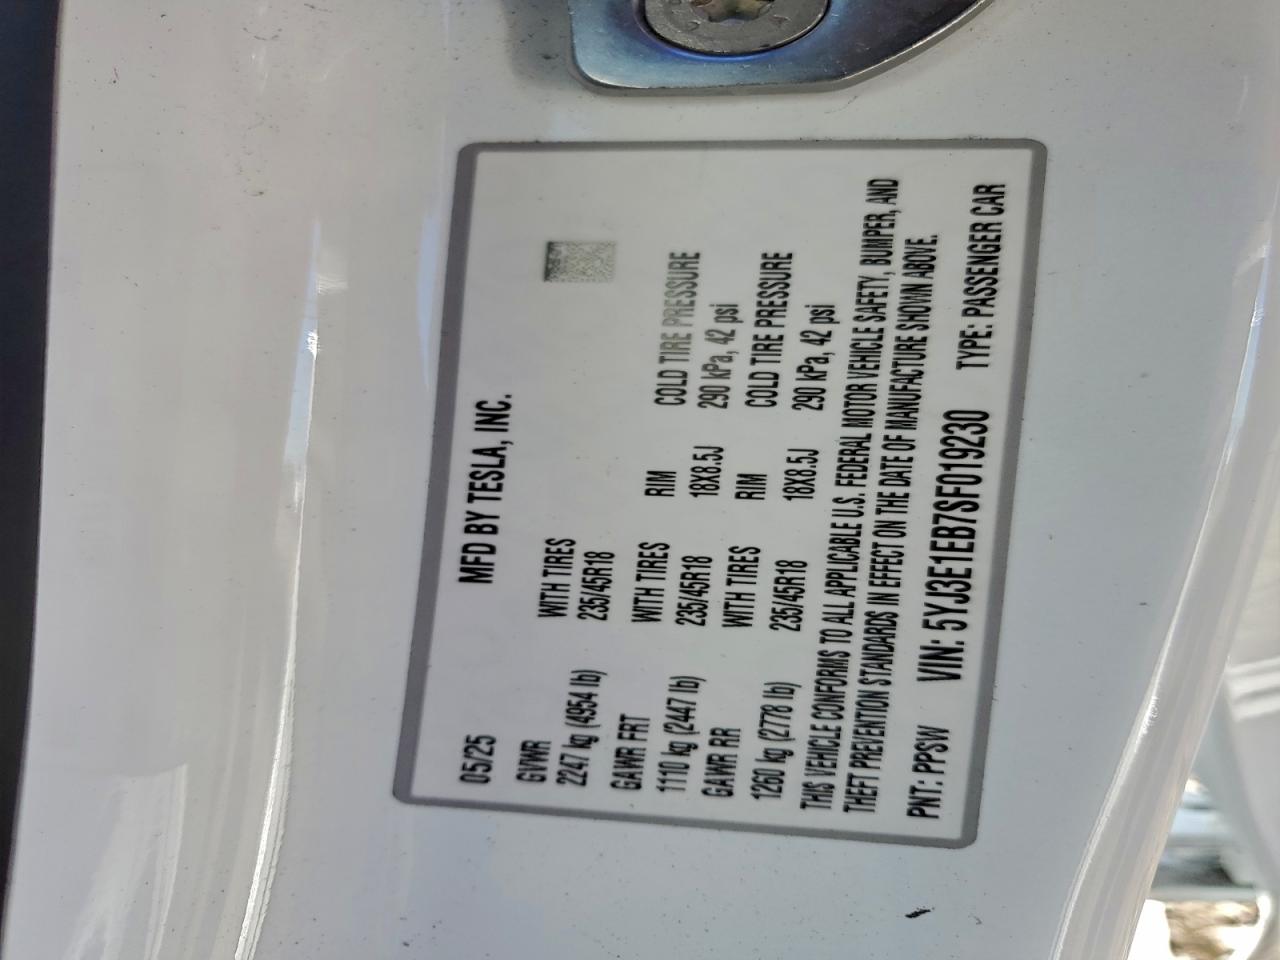 05/25 MFD BY TESLA, INC.
GVWR WITH TIRES
2247 kg (4954 lb) 235/45R18
GAWR FRT WITH TIRES RIM COLD TIRE PRESSURE
1110 kg (2447 lb) 235/45R18 18X8.5J 290 kPa, 42 psi
GAWR RR WITH TIRES RIM COLD TIRE PRESSURE
1260 kg (2778 lb) 235/45R18 18X8.5J 290 kPa, 42 psi
THIS VEHICLE CONFORMS TO ALL APPLICABLE U.S. FEDERAL MOTOR VEHICLE SAFETY, BUMPER, AND
THEFT PREVENTION STANDARDS IN EFFECT ON THE DATE OF MANUFACTURE SHOWN ABOVE.
PNT: PPSW VIN: 5YJ3E1EB7SF019230 TYPE: PASSENGER CAR